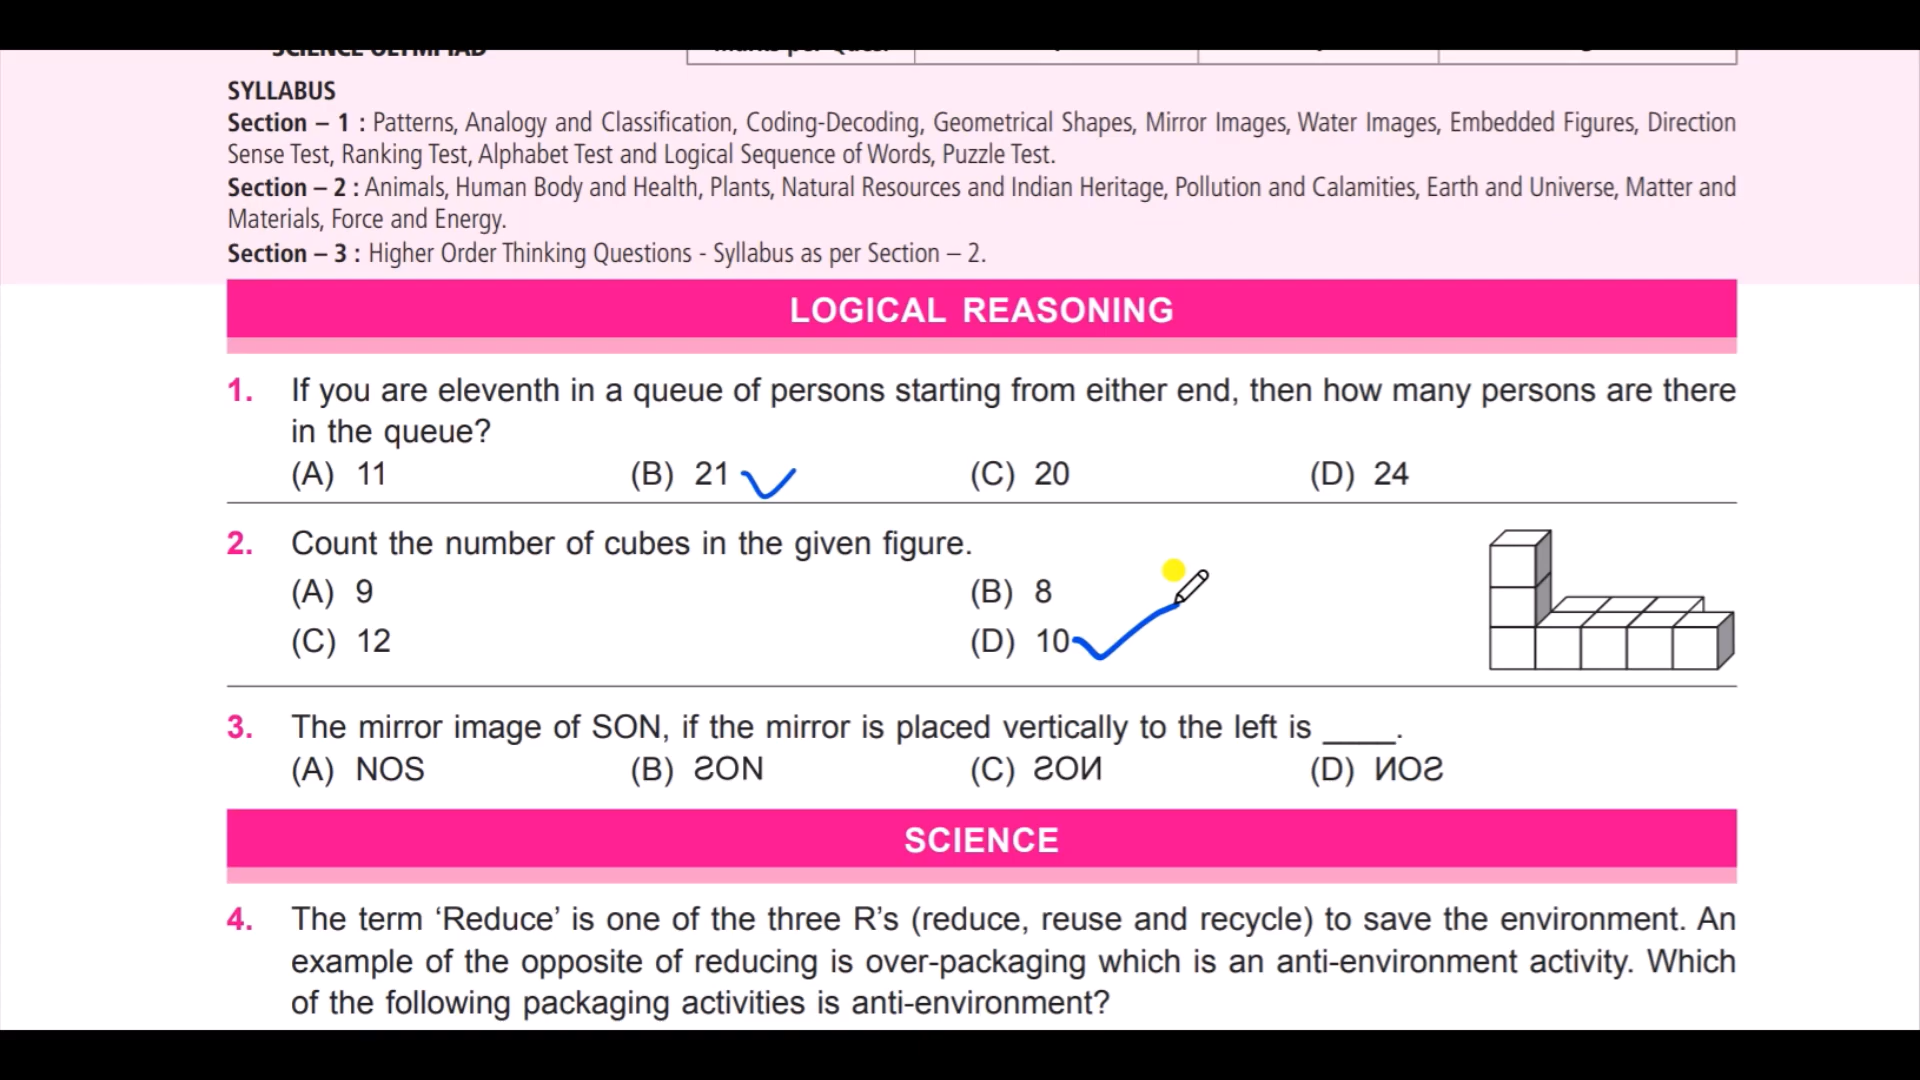 SCIENCE OLYMPIAD
SYLLABUS
Section – 1 : Patterns, Analogy and Classification, Coding-Decoding, Geometrical Shapes, Mirror Images, Water Images, Embedded Figures, Direction
Sense Test, Ranking Test, Alphabet Test and Logical Sequence of Words, Puzzle Test.
Section – 2 : Animals, Human Body and Health, Plants, Natural Resources and Indian Heritage, Pollution and Calamities, Earth and Universe, Matter and
Materials, Force and Energy.
Section – 3 : Higher Order Thinking Questions - Syllabus as per Section – 2.
LOGICAL REASONING
1. If you are eleventh in a queue of persons starting from either end, then how many persons are there
in the queue?
(A) 11 (B) 21 (C) 20 (D) 24
2. Count the number of cubes in the given figure.
(A) 9 (B) 8
(C) 12 (D) 10
3. The mirror image of SON, if the mirror is placed vertically to the left is ____.
(A) NOS (B) ƧON (C) ƧOИ (D) ИOƧ
SCIENCE
4. The term ‘Reduce’ is one of the three R’s (reduce, reuse and recycle) to save the environment. An
example of the opposite of reducing is over-packaging which is an anti-environment activity. Which
of the following packaging activities is anti-environment?